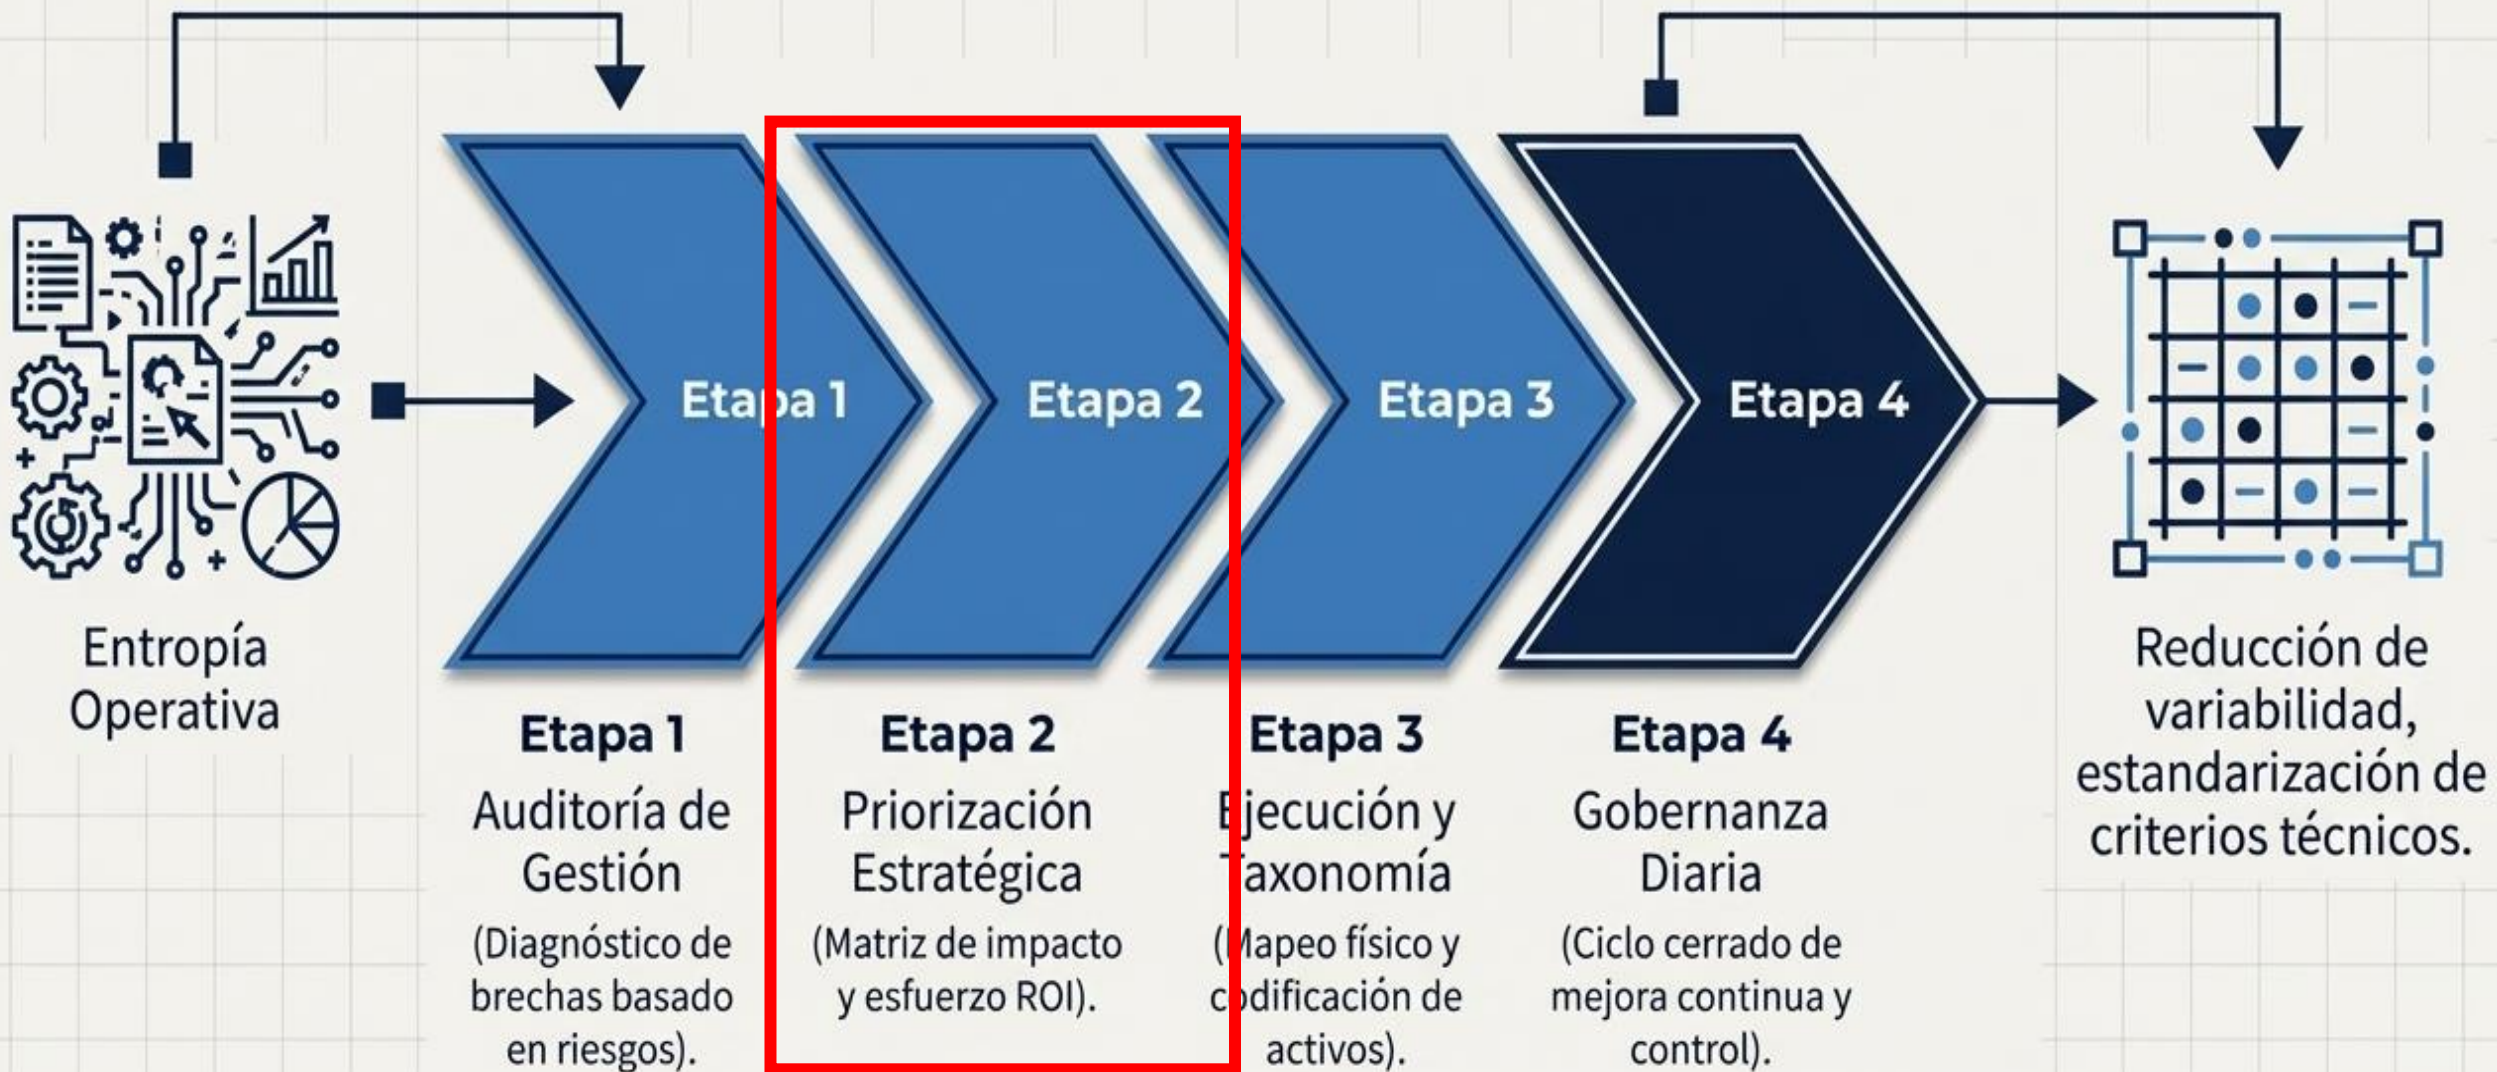 Entropía
Operativa
Etapa 1
Etapa 2
Etapa 3
Etapa 4
Etapa 1
Auditoría de
Gestión
(Diagnóstico de
brechas basado
en riesgos).
Etapa 2
Priorización
Estratégica
(Matriz de impacto
y esfuerzo ROI).
Etapa 3
Ejecución y
Taxonomía
(Mapeo físico y
codificación de
activos).
Etapa 4
Gobernanza
Diaria
(Ciclo cerrado de
mejora continua y
control).
Reducción de
variabilidad,
estandarización de
criterios técnicos.